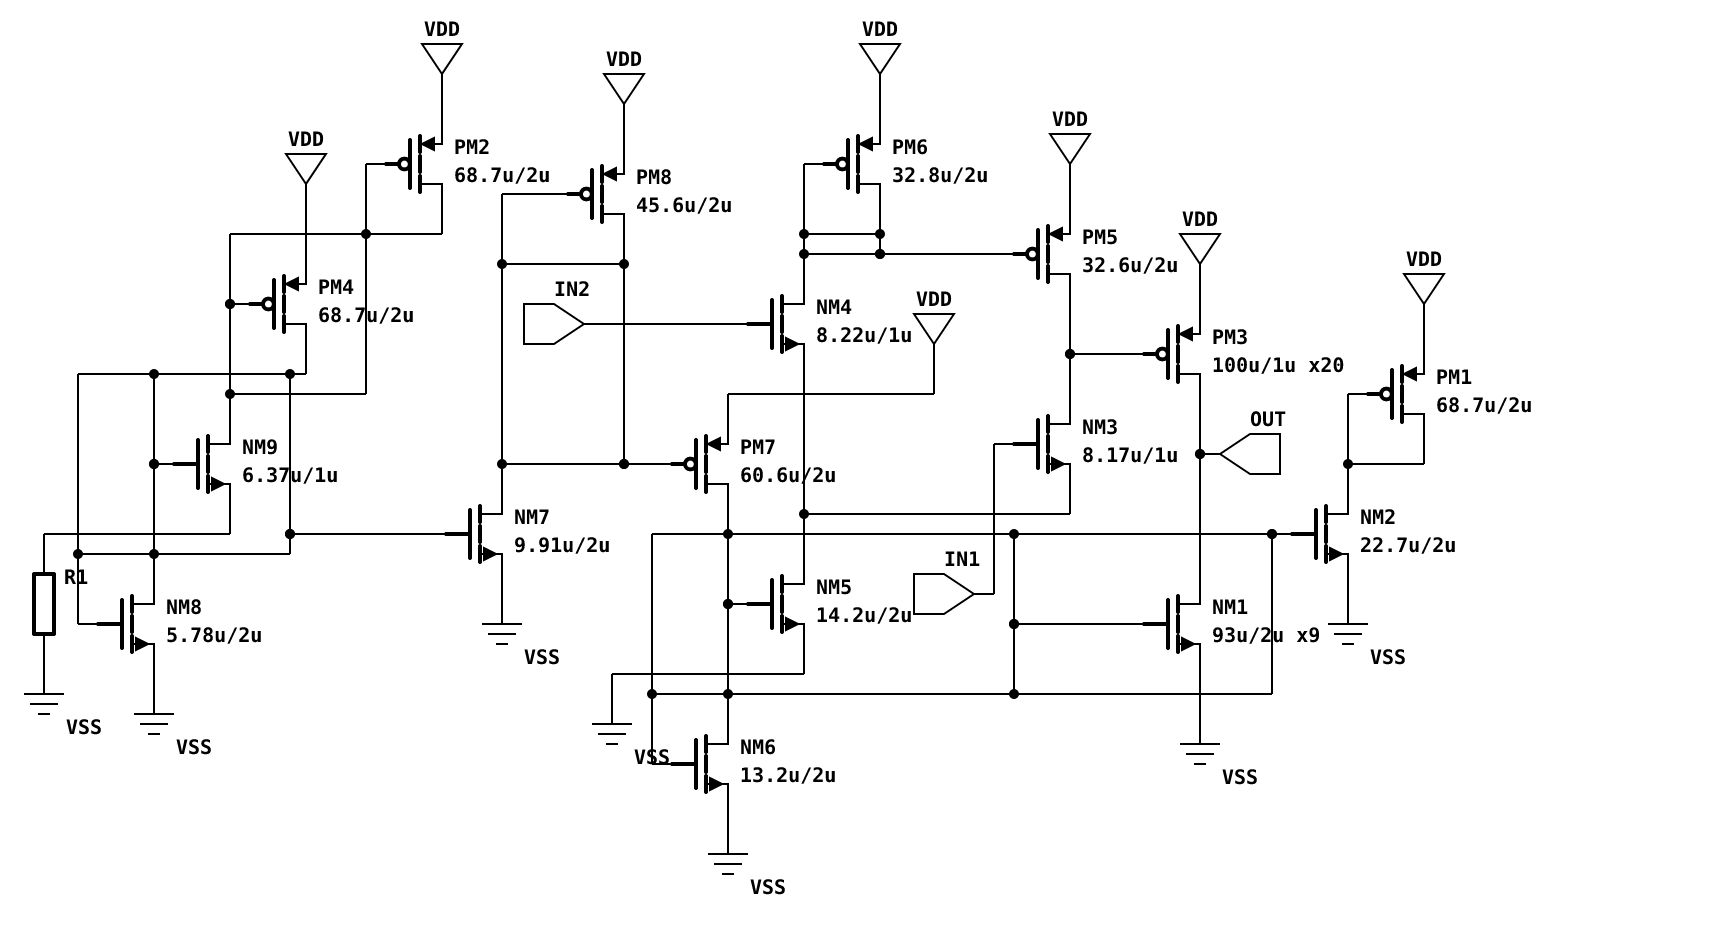 VDD
VDD
VDD
VDD
VDD
PM2
68.7u/2u
PM8
45.6u/2u
PM6
32.8u/2u
PM5
32.6u/2u
VDD
VDD
PM4
68.7u/2u
IN2
NM4
8.22u/1u
VDD
PM3
100u/1u x20
PM1
68.7u/2u
OUT
NM9
6.37u/1u
PM7
60.6u/2u
NM3
8.17u/1u
NM7
9.91u/2u
NM2
22.7u/2u
IN1
R1
NM8
5.78u/2u
NM5
14.2u/2u
NM1
93u/2u x9
VSS
VSS
VSS
VSS
VSS
NM6
13.2u/2u
VSS
VSS